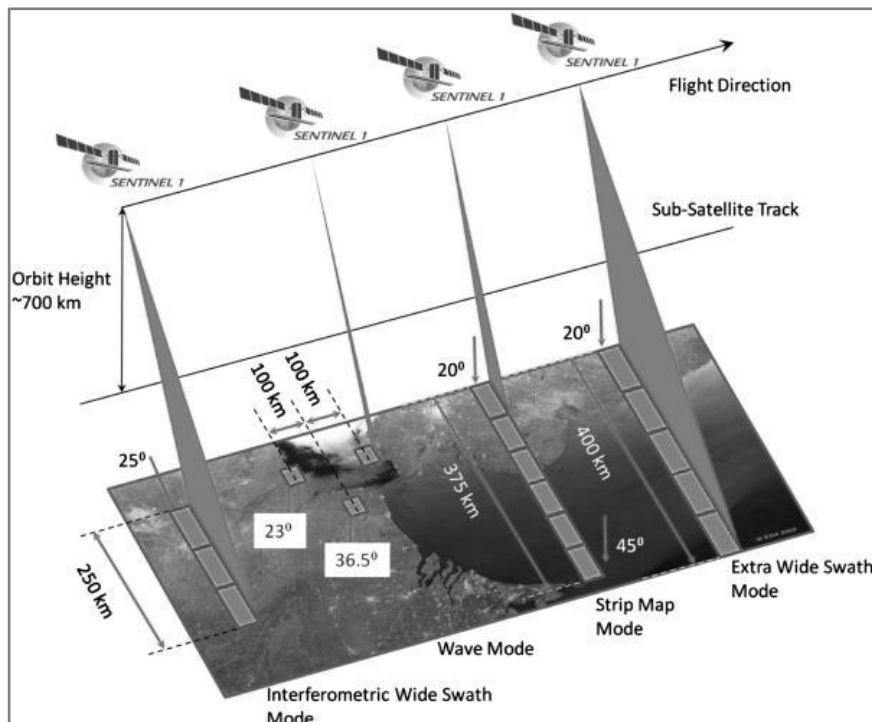 SENTINEL 1
SENTINEL 1
SENTINEL 1
SENTINEL 1
Flight Direction
Sub-Satellite Track
Orbit Height
~700 km
100 km
100 km
20⁰
20⁰
25⁰
375 km
400 km
23⁰
36.5⁰
45⁰
250 km
Extra Wide Swath
Mode
Strip Map
Mode
Wave Mode
Interferometric Wide Swath
Mode